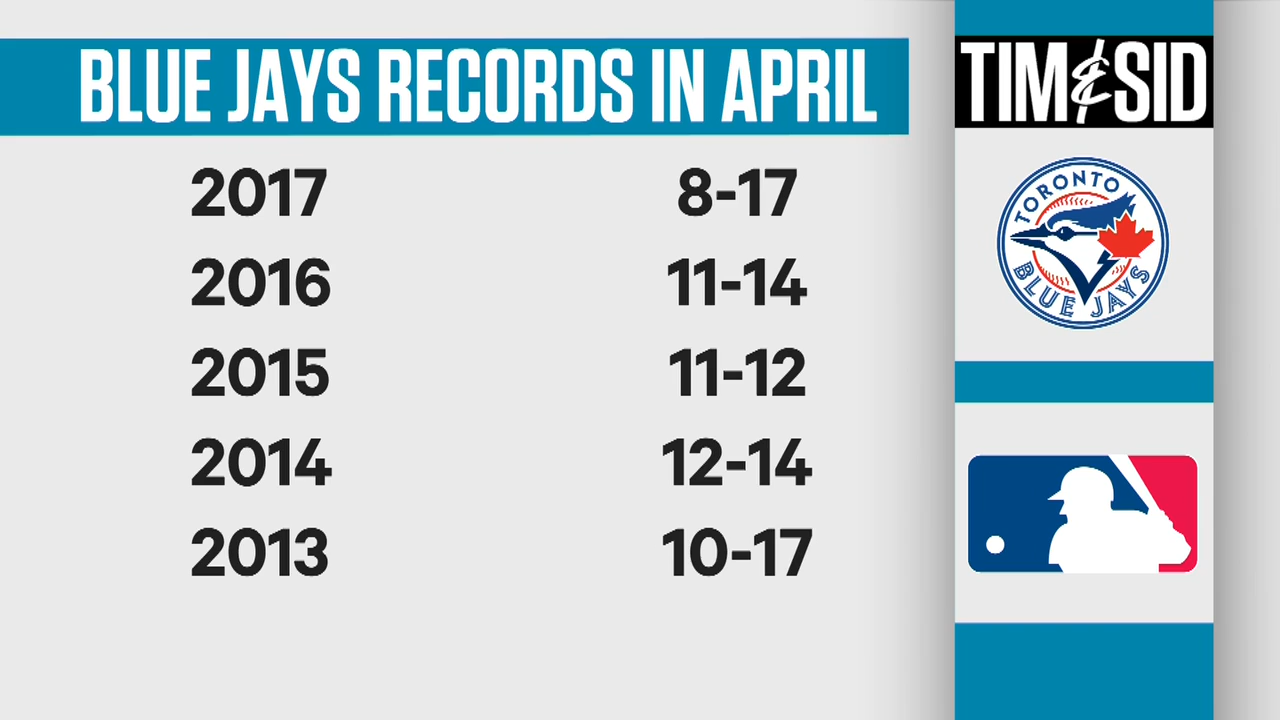 BLUE JAYS RECORDS IN APRIL
TIM & SID
2017 8-17
2016 11-14
2015 11-12
2014 12-14
2013 10-17
TORONTO
BLUE JAYS